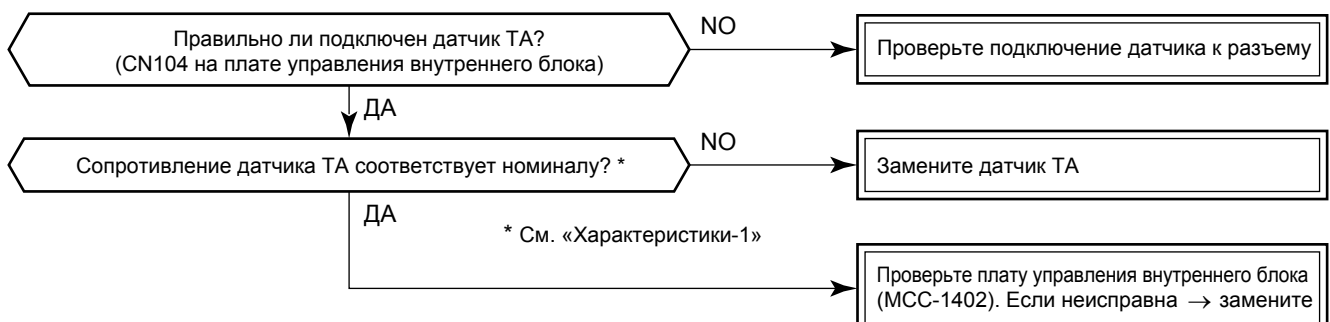 Правильно ли подключен датчик ТА?
(CN104 на плате управления внутреннего блока)
NO
Проверьте подключение датчика к разъему
ДА
Сопротивление датчика ТА соответствует номиналу? *
NO
Замените датчик ТА
ДА
* См. «Характеристики-1»
Проверьте плату управления внутреннего блока
(МСС-1402). Если неисправна → замените